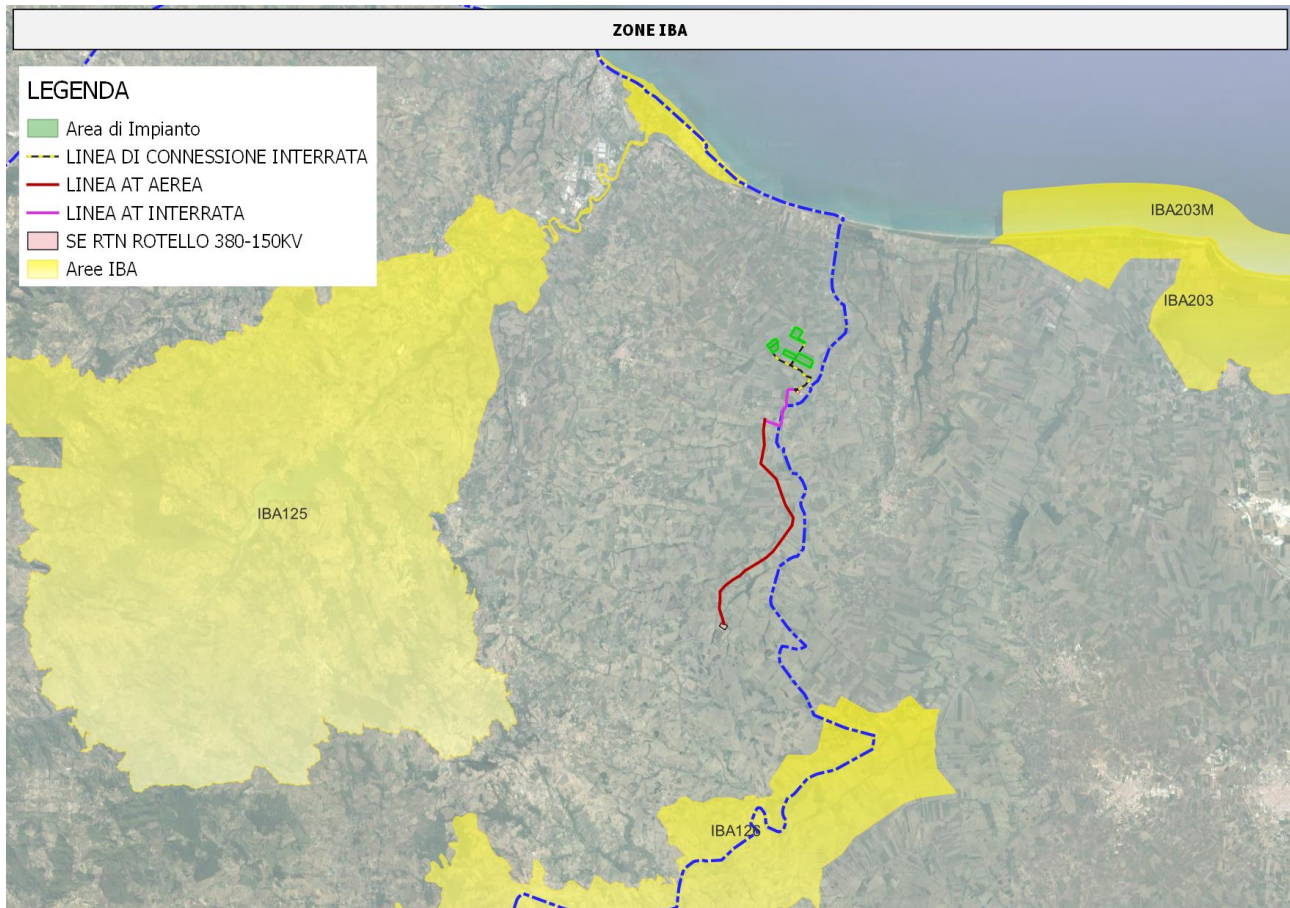 ZONE IBA
LEGENDA
Area di Impianto
LINEA DI CONNESSIONE INTERRATA
LINEA AT AEREA
LINEA AT INTERRATA
SE RTN ROTELLO 380-150KV
Aree IBA
IBA203M
IBA203
IBA125
IBA126